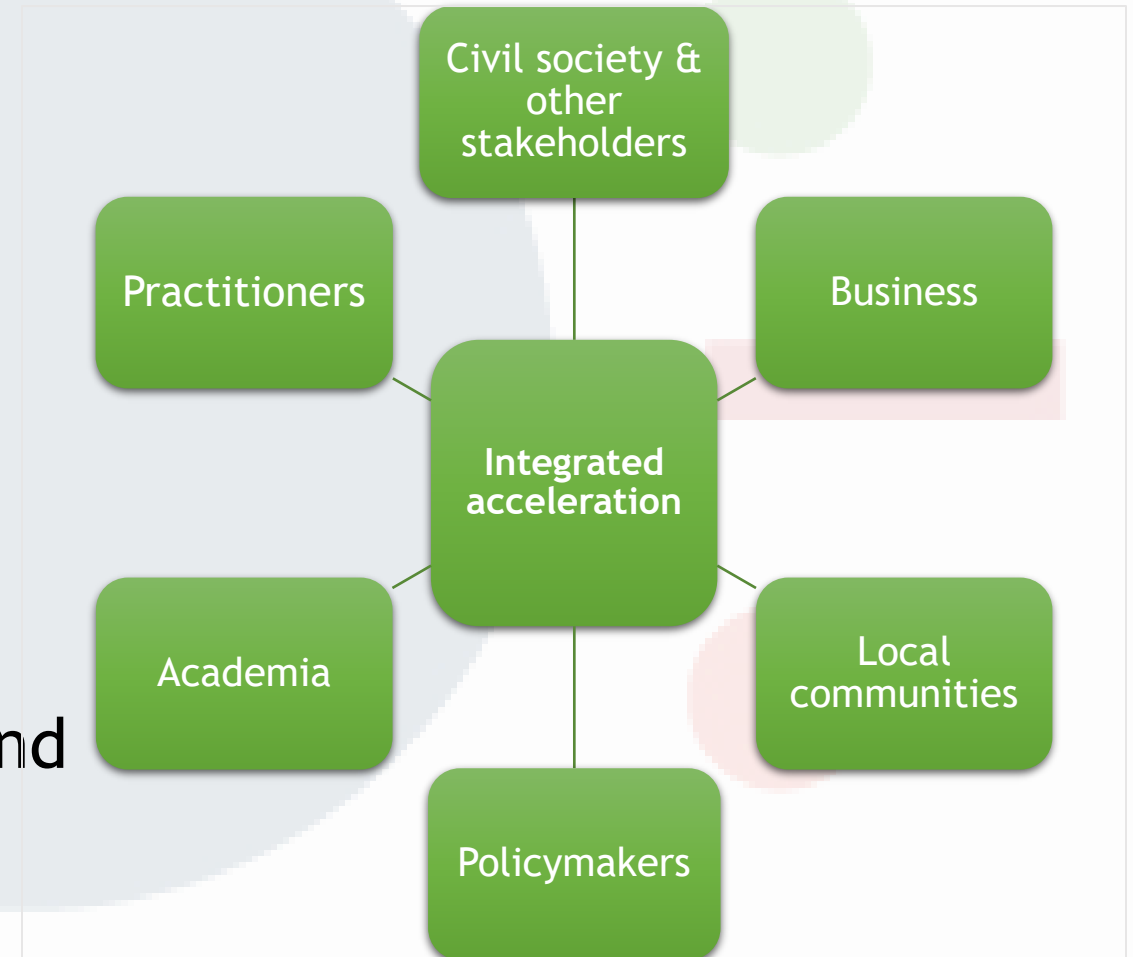 Civil society &
other
stakeholders
Practitioners
Business
Integrated
acceleration
Academia
Local
communities
nd
Policymakers